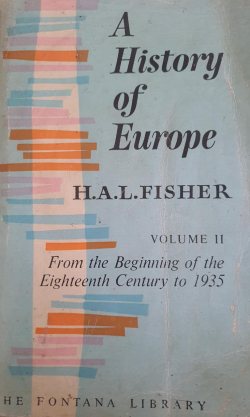 A
History
of
Europe
H.A.L.FISHER
VOLUME II
From the Beginning of the
Eighteenth Century to 1935
HE FONTANA LIBRARY